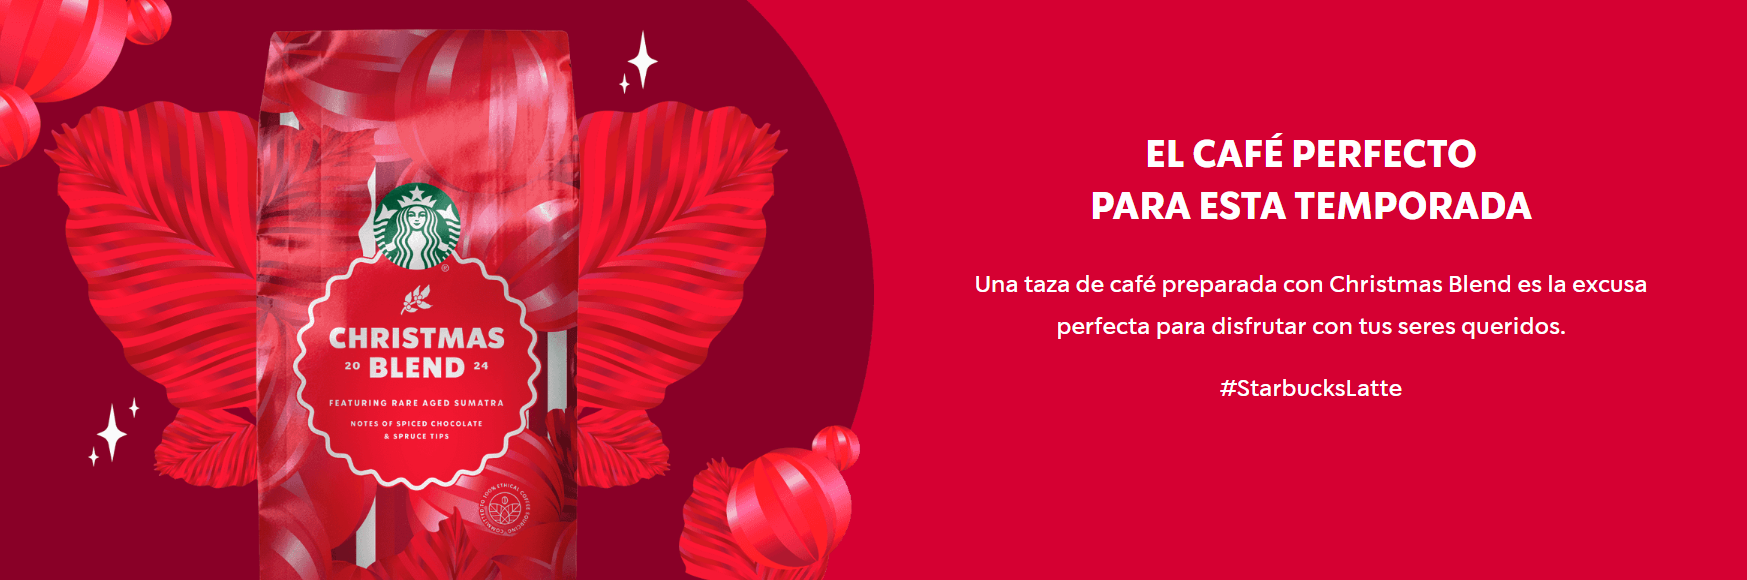 CHRISTMAS
20 BLEND 24
FEATURING RARE AGED SUMATRA
NOTES OF SPICED CHOCOLATE
& SPRUCE TIPS
EL CAFÉ PERFECTO
PARA ESTA TEMPORADA
Una taza de café preparada con Christmas Blend es la excusa
perfecta para disfrutar con tus seres queridos.
#StarbucksLatte